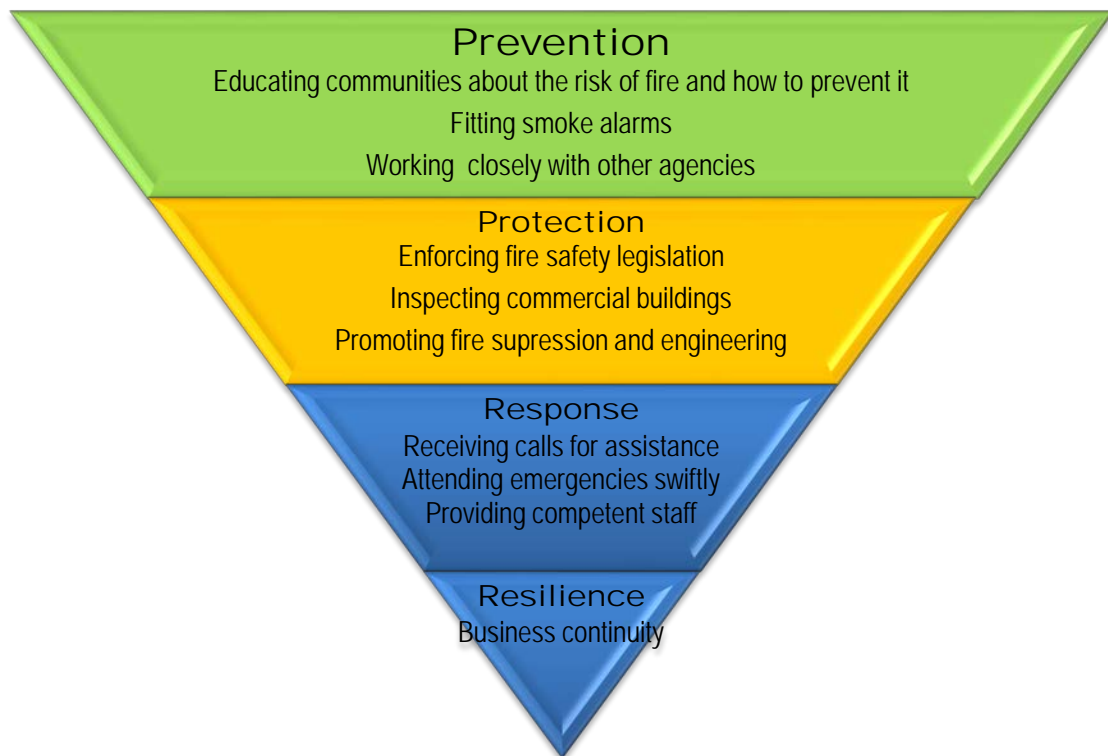 Prevention
Educating communities about the risk of fire and how to prevent it
Fitting smoke alarms
Working closely with other agencies
Protection
Enforcing fire safety legislation
Inspecting commercial buildings
Promoting fire supression and engineering
Response
Receiving calls for assistance
Attending emergencies swiftly
Providing competent staff
Resilience
Business continuity